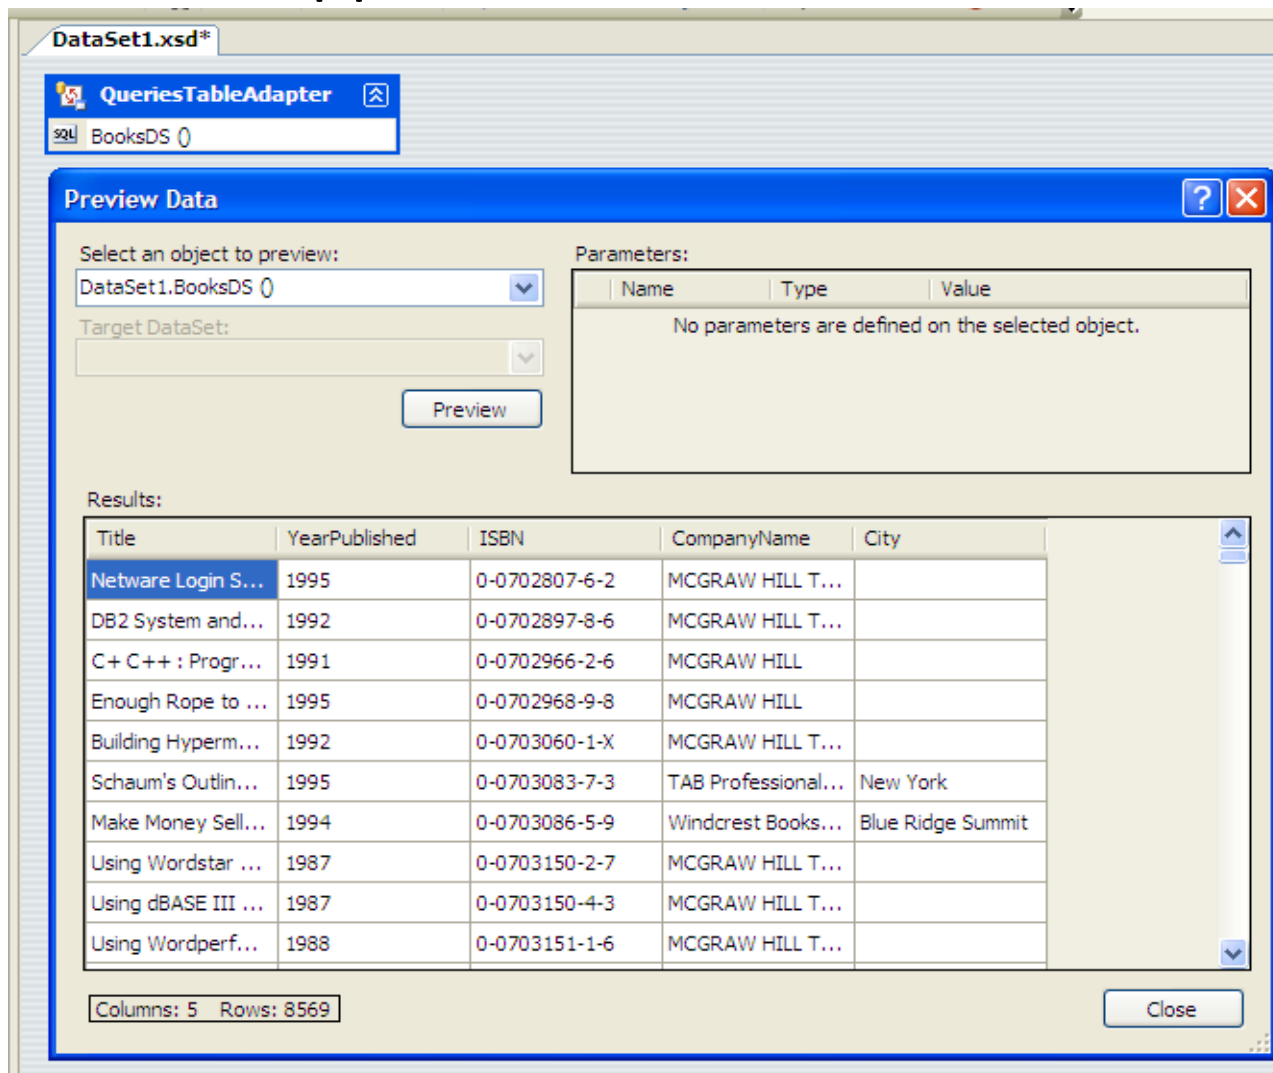 DataSet1.xsd*
QueriesTableAdapter
SQL BooksDS ()
Preview Data
Select an object to preview:
DataSet1.BooksDS ()
Target DataSet:
Preview
Parameters:
Name Type Value
No parameters are defined on the selected object.
Results:
Title YearPublished ISBN CompanyName City
Netware Login S... 1995 0-0702807-6-2 MCGRAW HILL T...
DB2 System and... 1992 0-0702897-8-6 MCGRAW HILL T...
C+ C++ : Progr... 1991 0-0702966-2-6 MCGRAW HILL
Enough Rope to ... 1995 0-0702968-9-8 MCGRAW HILL
Building Hyperm... 1992 0-0703060-1-X MCGRAW HILL T...
Schaum's Outlin... 1995 0-0703083-7-3 TAB Professional... New York
Make Money Sell... 1994 0-0703086-5-9 Windcrest Books... Blue Ridge Summit
Using Wordstar ... 1987 0-0703150-2-7 MCGRAW HILL T...
Using dBASE III ... 1987 0-0703150-4-3 MCGRAW HILL T...
Using Wordperf... 1988 0-0703151-1-6 MCGRAW HILL T...
Columns: 5 Rows: 8569
Close